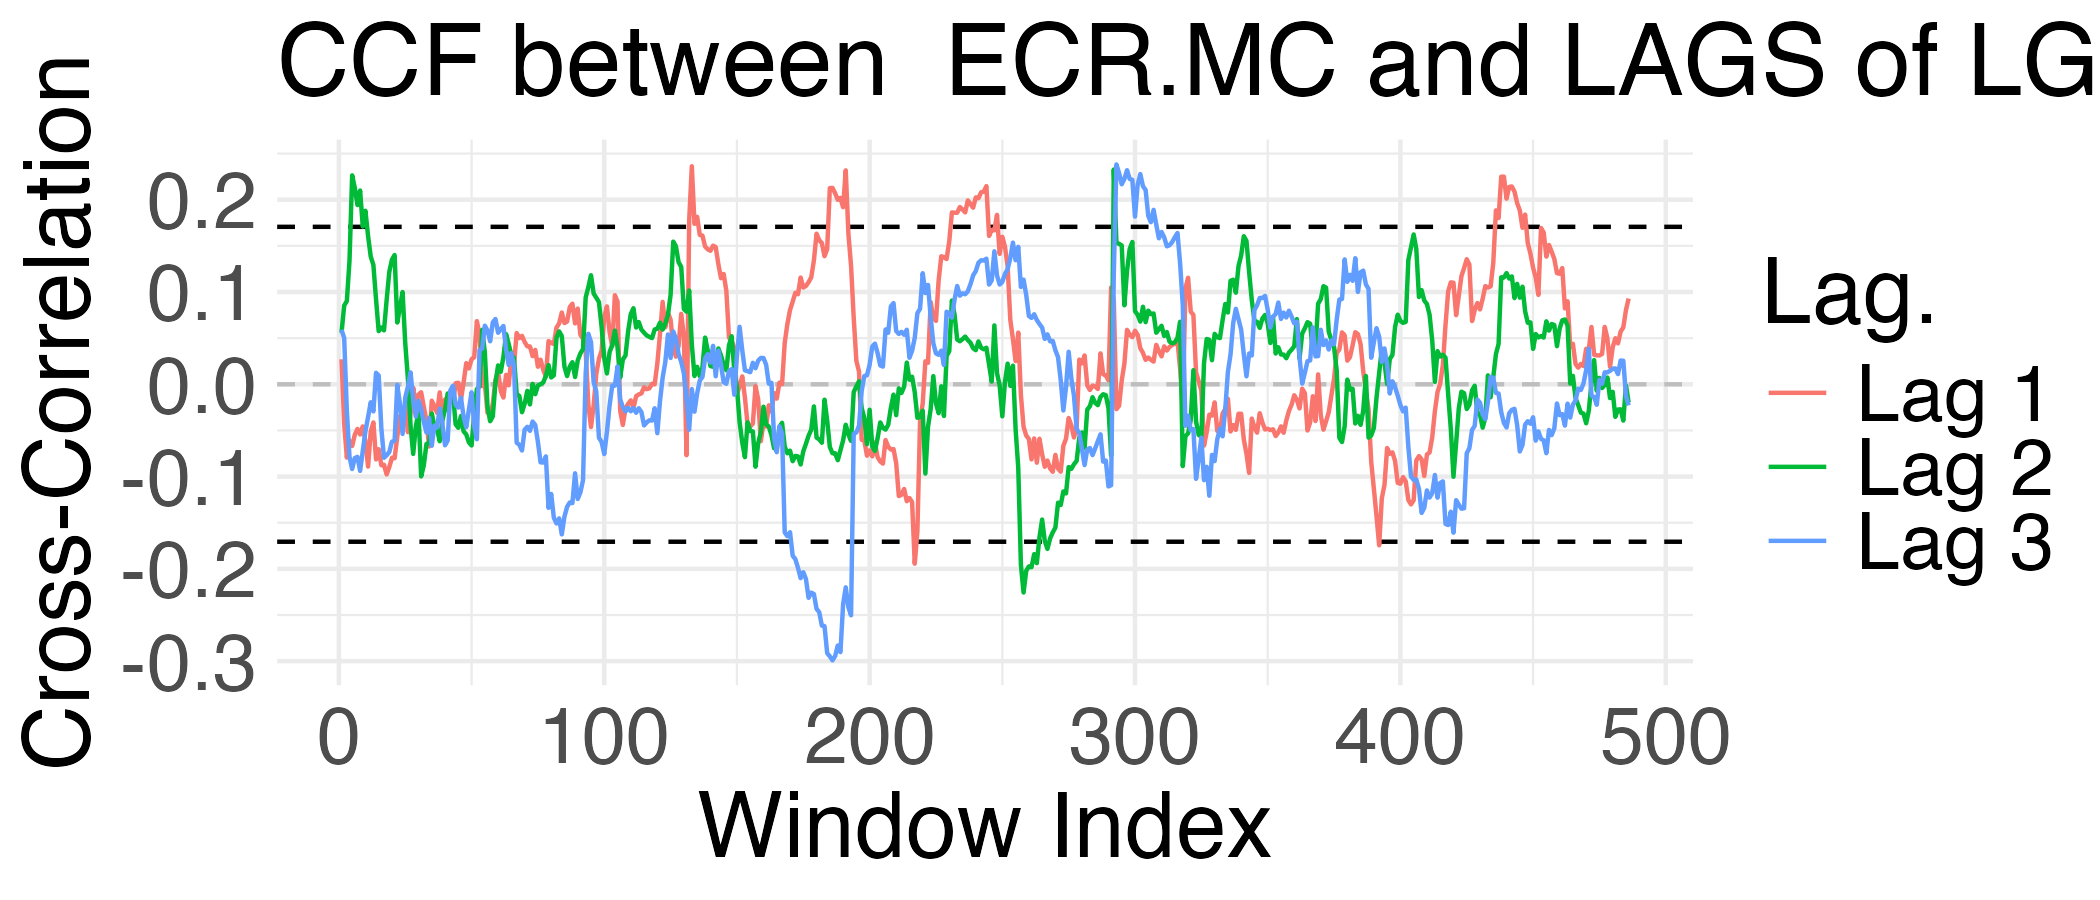 CCF between  ECR.MC and LAGS of LG
Cross-Correlation
0.2
0.1
0.0
-0.1
-0.2
-0.3
0 100 200 300 400 500
Window Index
Lag.
Lag 1
Lag 2
Lag 3